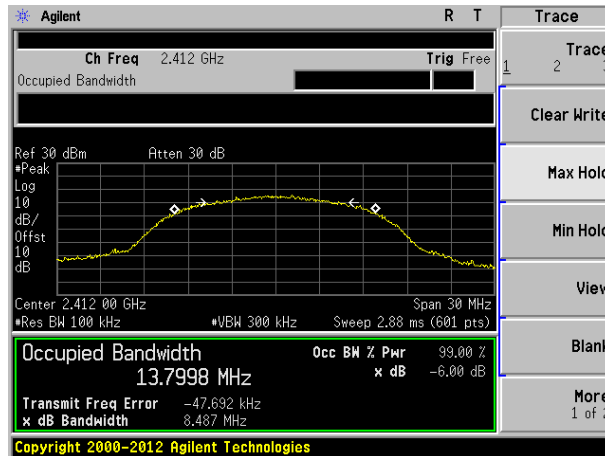 Agilent R T Trace
Ch Freq 2.412 GHz Trig Free
Occupied Bandwidth
Trace
1 2 3
Clear Write
Max Hold
Min Hold
View
Blank
More
1 of 2
Ref 30 dBm Atten 30 dB
#Peak
Log
10
dB/
Offst
10
dB
Center 2.412 00 GHz Span 30 MHz
#Res BW 100 kHz #VBW 300 kHz Sweep 2.88 ms (601 pts)
Occupied Bandwidth Occ BW % Pwr 99.00 %
13.7998 MHz x dB -6.00 dB
Transmit Freq Error -47.692 kHz
x dB Bandwidth 8.487 MHz
Copyright 2000-2012 Agilent Technologies